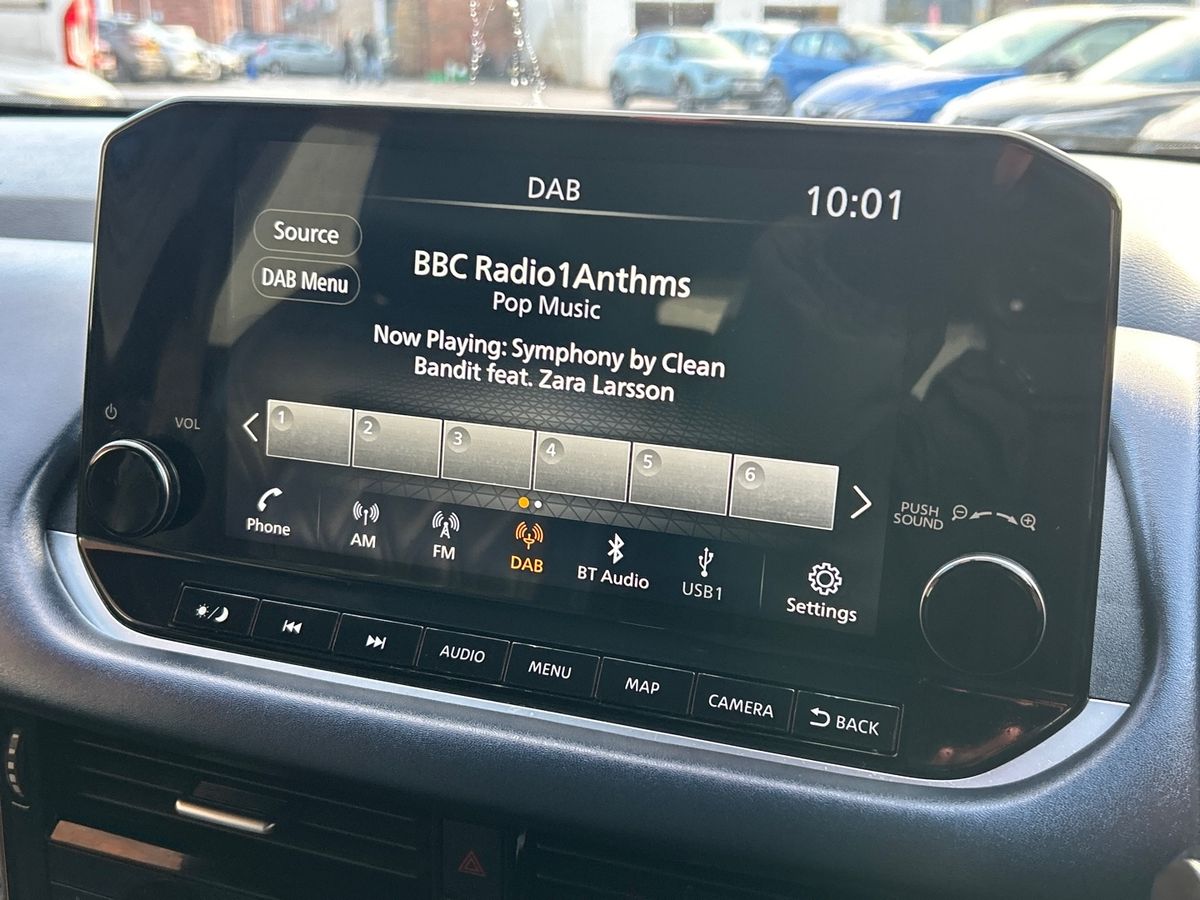 DAB
10:01
Source
DAB Menu
BBC Radio1Anthms
Pop Music
Now Playing: Symphony by Clean
Bandit feat. Zara Larsson
VOL
1 2 3 4 5 6
PUSH
SOUND
Phone
AM
FM
DAB
BT Audio
USB1
Settings
AUDIO
MENU
MAP
CAMERA
BACK